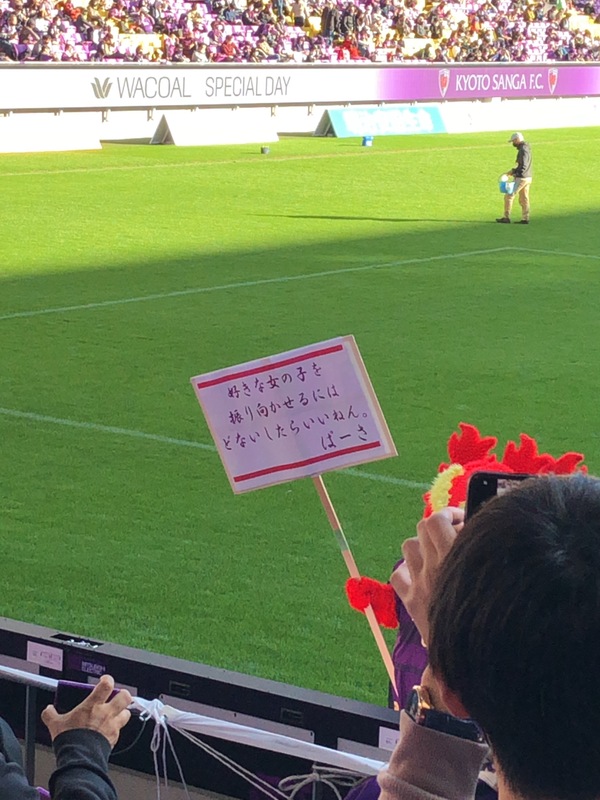 WACOAL SPECIAL DAY
KYOTO SANGA F.C.
好きな女の子を
振り向かせるには
どないしたらいいねん。
ぱーさ